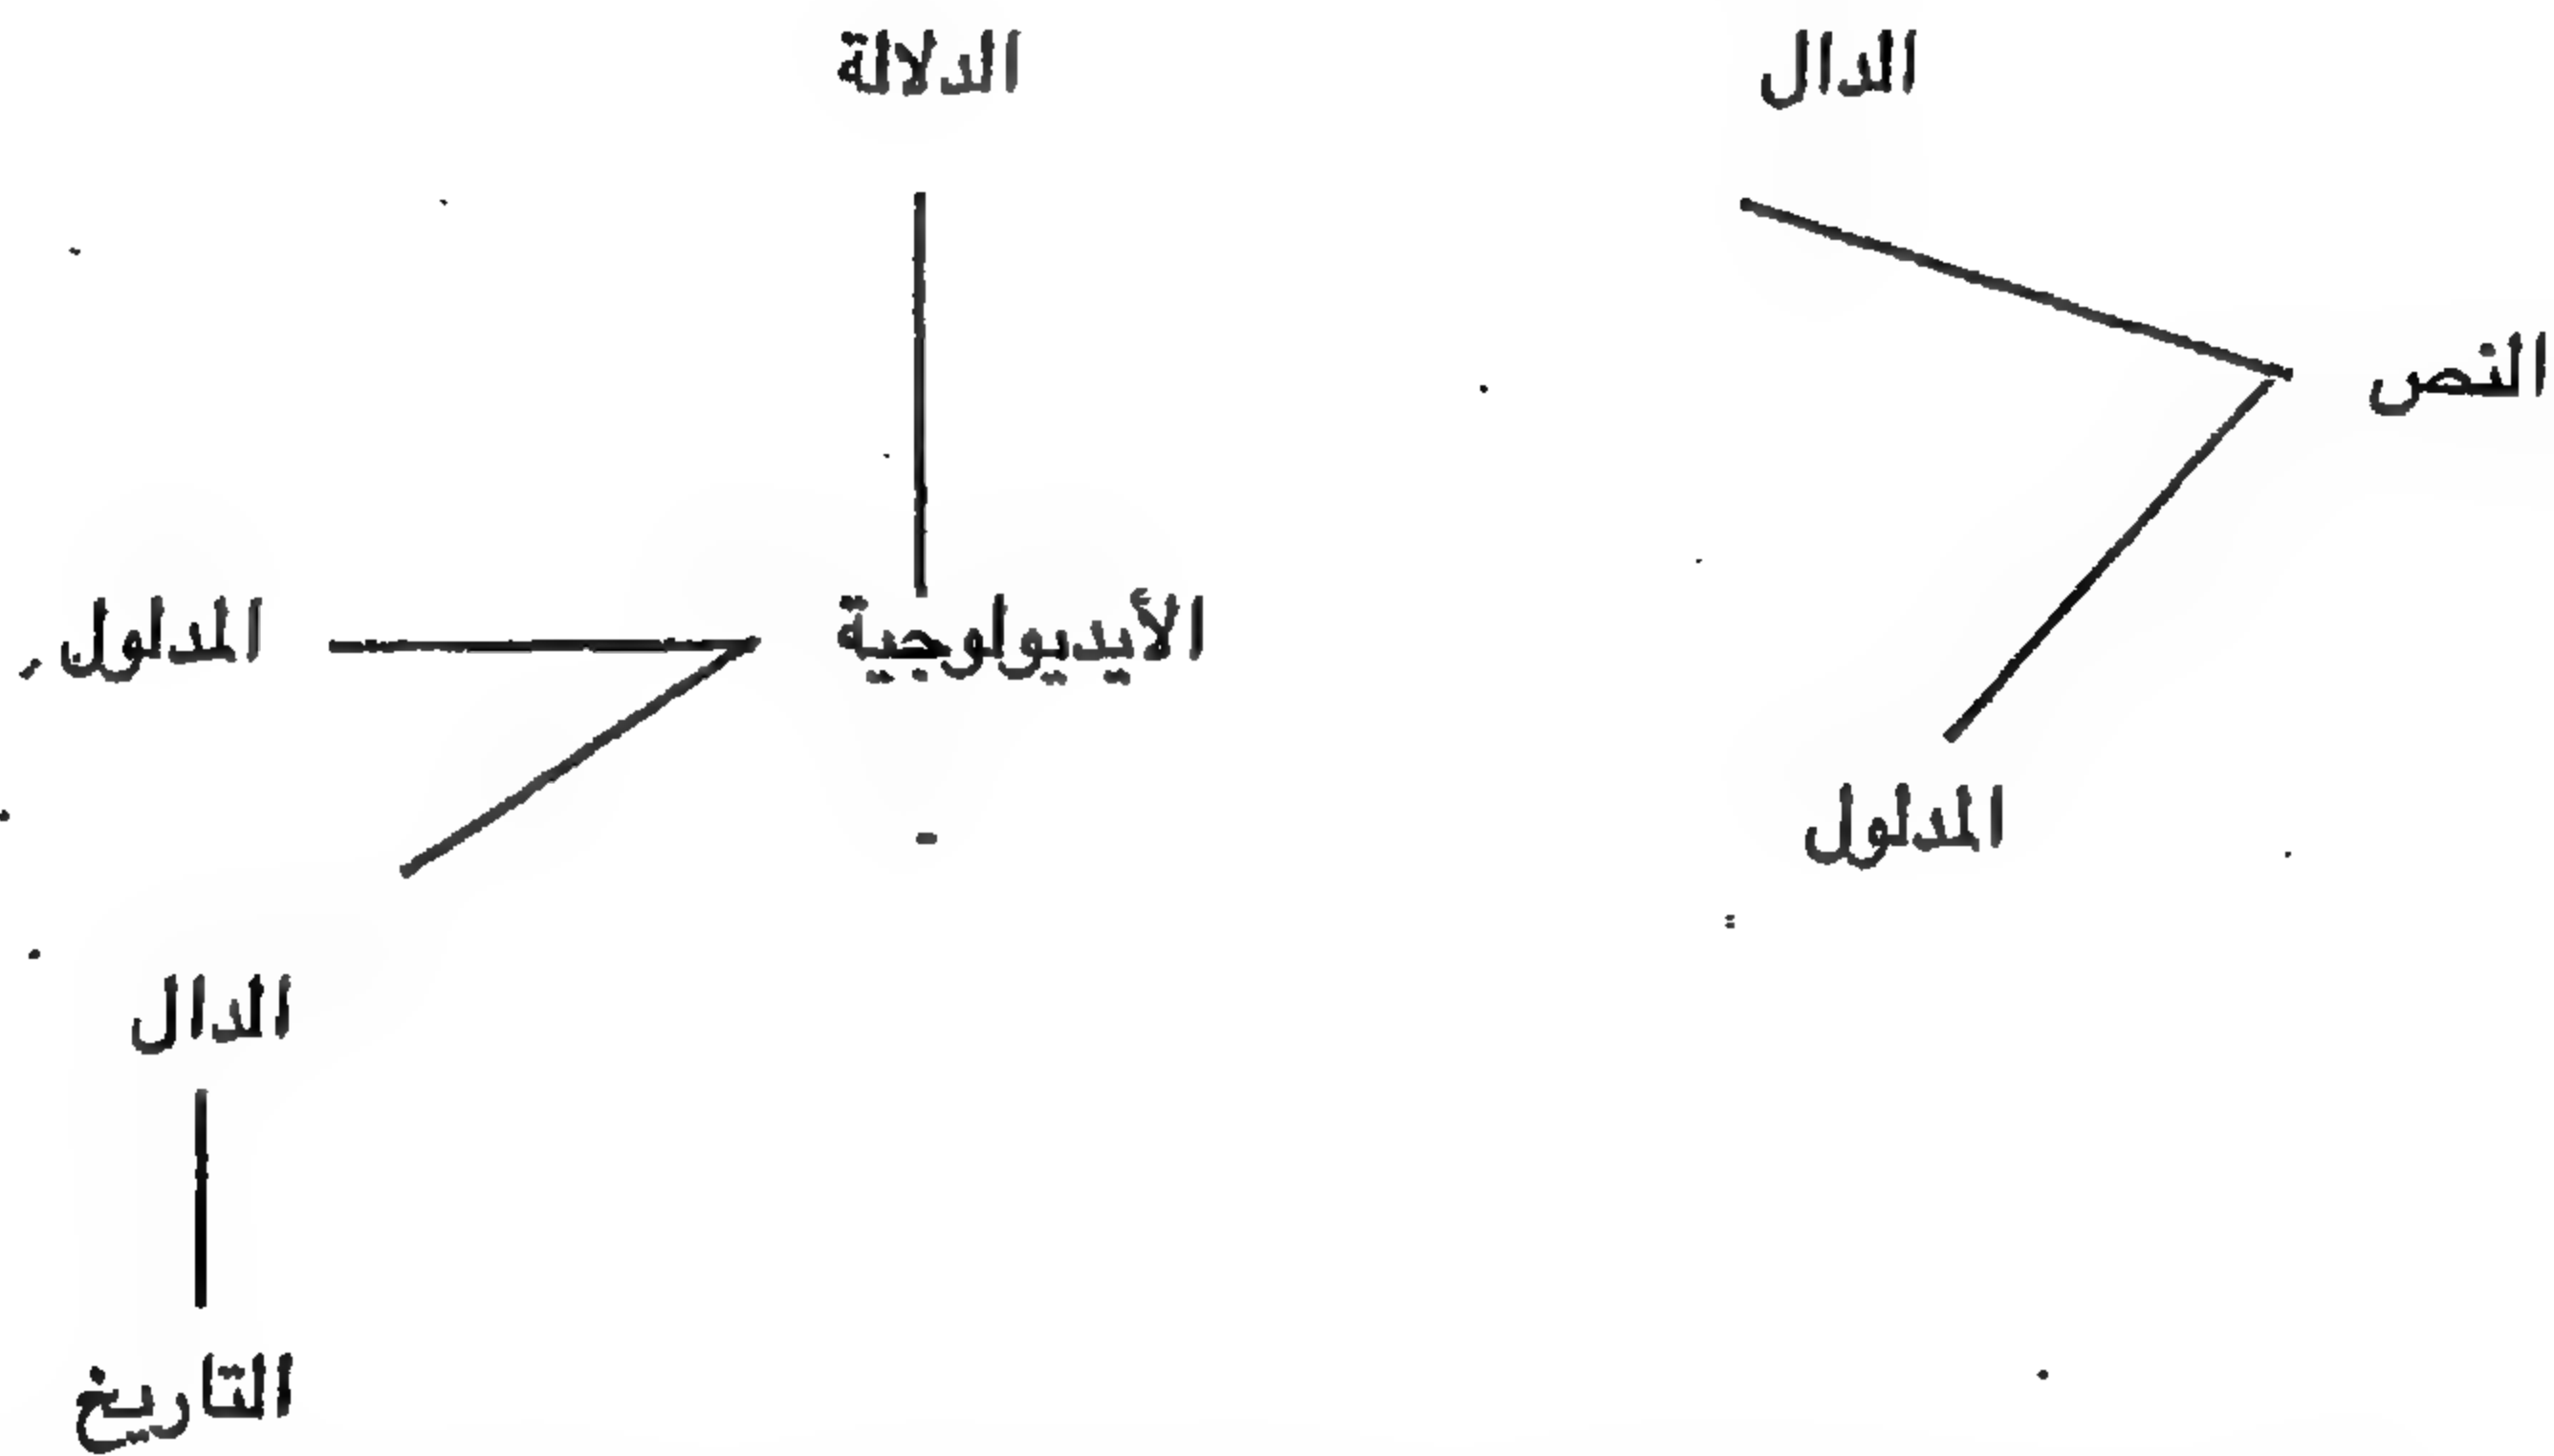 الدال الدلالة
النص
الأيديولوجية المدلول
المدلول
الدال
التاريخ